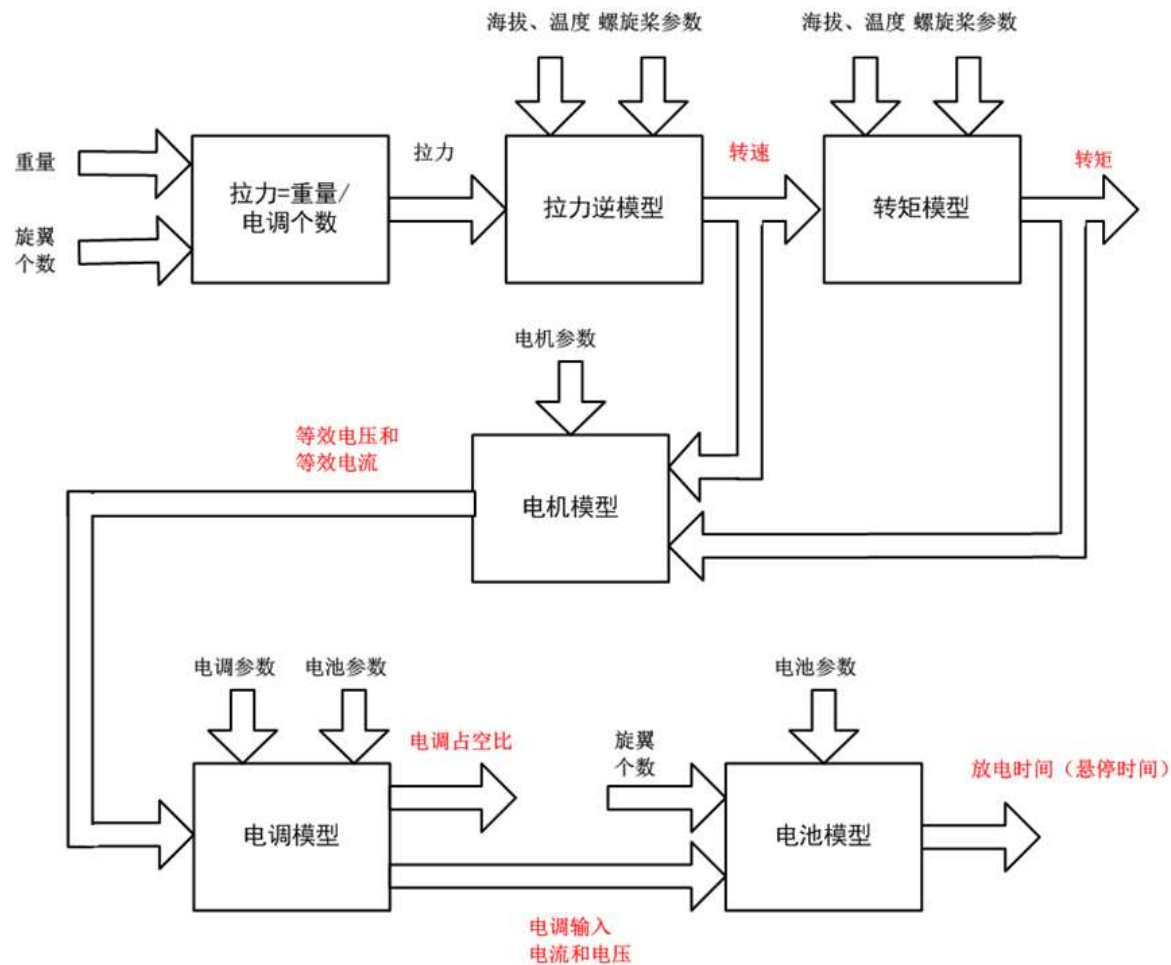 海拔、温度 螺旋桨参数
海拔、温度 螺旋桨参数
重量
旋翼
个数
拉力=重量/
电调个数
拉力
拉力逆模型
转速
转矩模型
转矩
电机参数
等效电压和
等效电流
电机模型
电调参数
电池参数
电池参数
电调占空比
旋翼
个数
放电时间（悬停时间）
电调模型
电池模型
电调输入
电流和电压